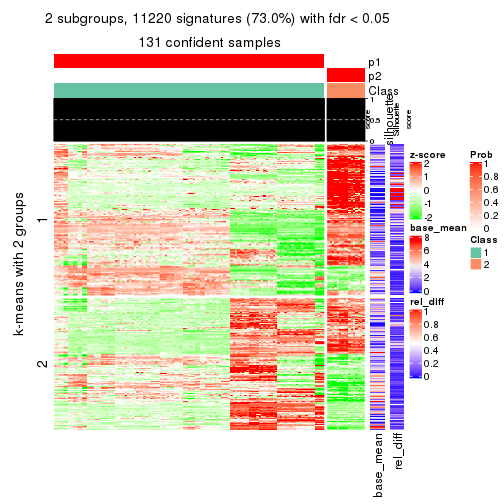 2 subgroups, 11220 signatures (73.0%) with fdr < 0.05
131 confident samples
p1
p2
Class
1
0.5
0
silhouette
score
Silhouette
score
k-means with 2 groups
1
2
z-score
2
1
0
-1
-2
base_mean
8
6
4
2
0
rel_diff
1
0.8
0.6
0.4
0.2
0
Prob
1
0.8
0.6
0.4
0.2
0
Class
1
2
base_mean
rel_diff